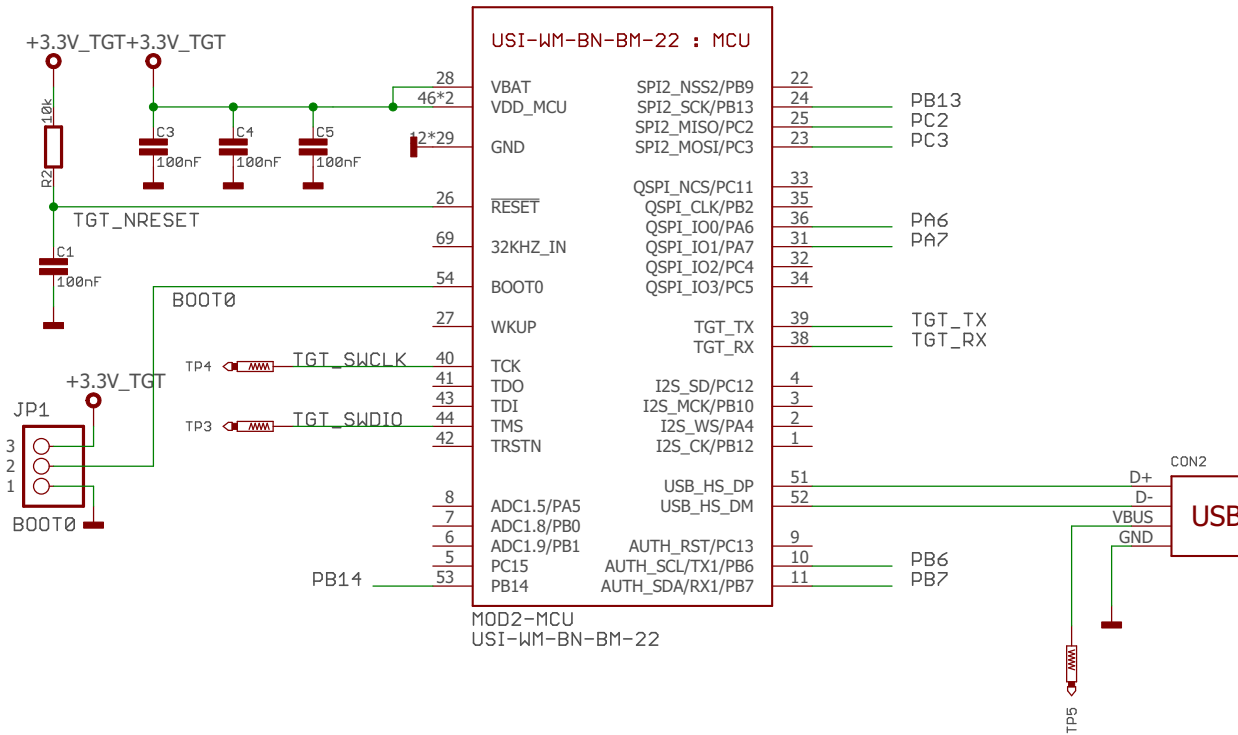 +3.3V_TGT +3.3V_TGT
10k
R2
C3
100nF
C4
100nF
C5
100nF
TGT_NRESET
C1
100nF
BOOT0
TP4 TGT_SWCLK
TP3 TGT_SWDIO
+3.3V_TGT
JP1
3
2
1
BOOT0
PB14
USI-WM-BN-BM-22 : MCU
28 VBAT
46*2 VDD_MCU
12*29 GND
26 RESET
69 32KHZ_IN
54 BOOT0
27 WKUP
40 TCK
41 TDO
43 TDI
44 TMS
42 TRSTN
8 ADC1.5/PA5
7 ADC1.8/PB0
6 ADC1.9/PB1
5 PC15
53 PB14
SPI2_NSS2/PB9 22
SPI2_SCK/PB13 24 PB13
SPI2_MISO/PC2 25 PC2
SPI2_MOSI/PC3 23 PC3
QSPI_NCS/PC11 33
QSPI_CLK/PB2 35
QSPI_IO0/PA6 36 PA6
QSPI_IO1/PA7 31 PA7
QSPI_IO2/PC4 32
QSPI_IO3/PC5 34
TGT_TX 39 TGT_TX
TGT_RX 38 TGT_RX
I2S_SD/PC12 4
I2S_MCK/PB10 3
I2S_WS/PA4 2
I2S_CK/PB12 1
USB_HS_DP 51
USB_HS_DM 52
AUTH_RST/PC13 9
AUTH_SCL/TX1/PB6 10 PB6
AUTH_SDA/RX1/PB7 11 PB7
MOD2-MCU
USI-WM-BN-BM-22
CON2
D+
D-
VBUS
GND
USB
TP5